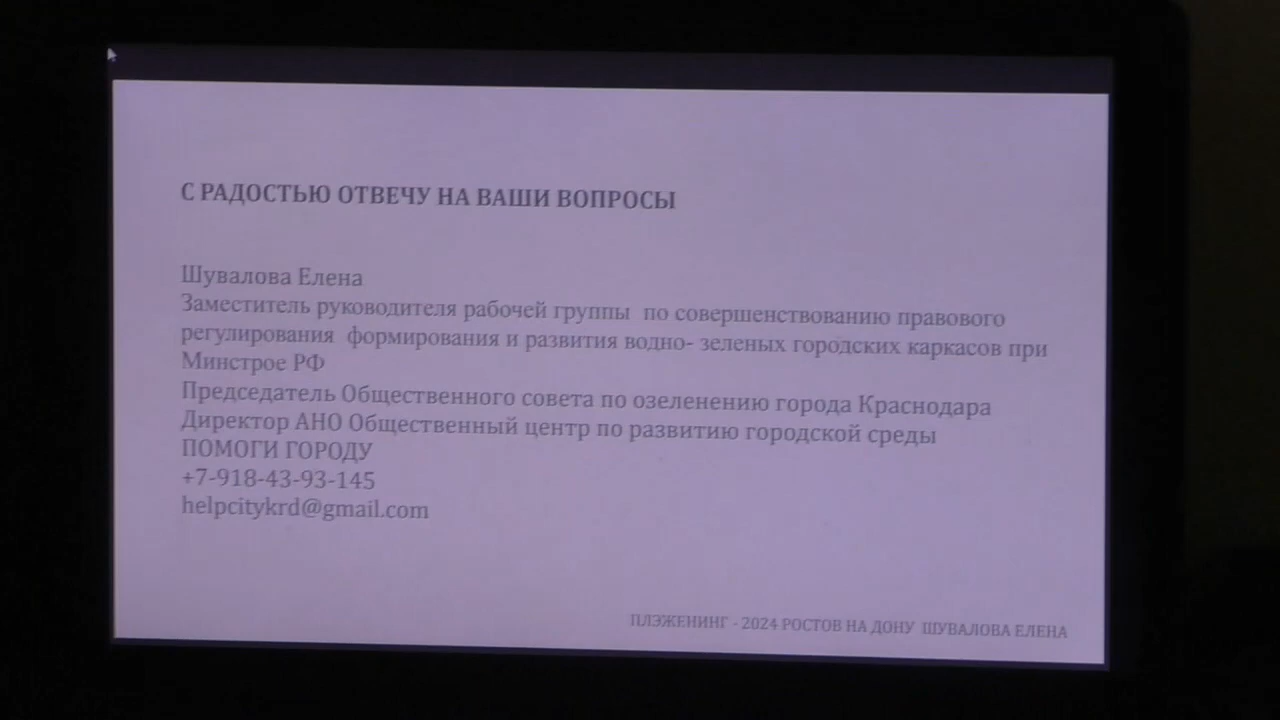 С РАДОСТЬЮ ОТВЕЧУ НА ВАШИ ВОПРОСЫ
Шувалова Елена
Заместитель руководителя рабочей группы по совершенствованию правового
регулирования формирования и развития водно- зеленых городских каркасов при
Минстрое РФ
Председатель Общественного совета по озеленению города Краснодара
Директор АНО Общественный центр по развитию городской среды
ПОМОГИ ГОРОДУ
+7-918-43-93-145
helpcitykrd@gmail.com
ПЛЭЖЕНИНГ - 2024 РОСТОВ НА ДОНУ ШУВАЛОВА ЕЛЕНА